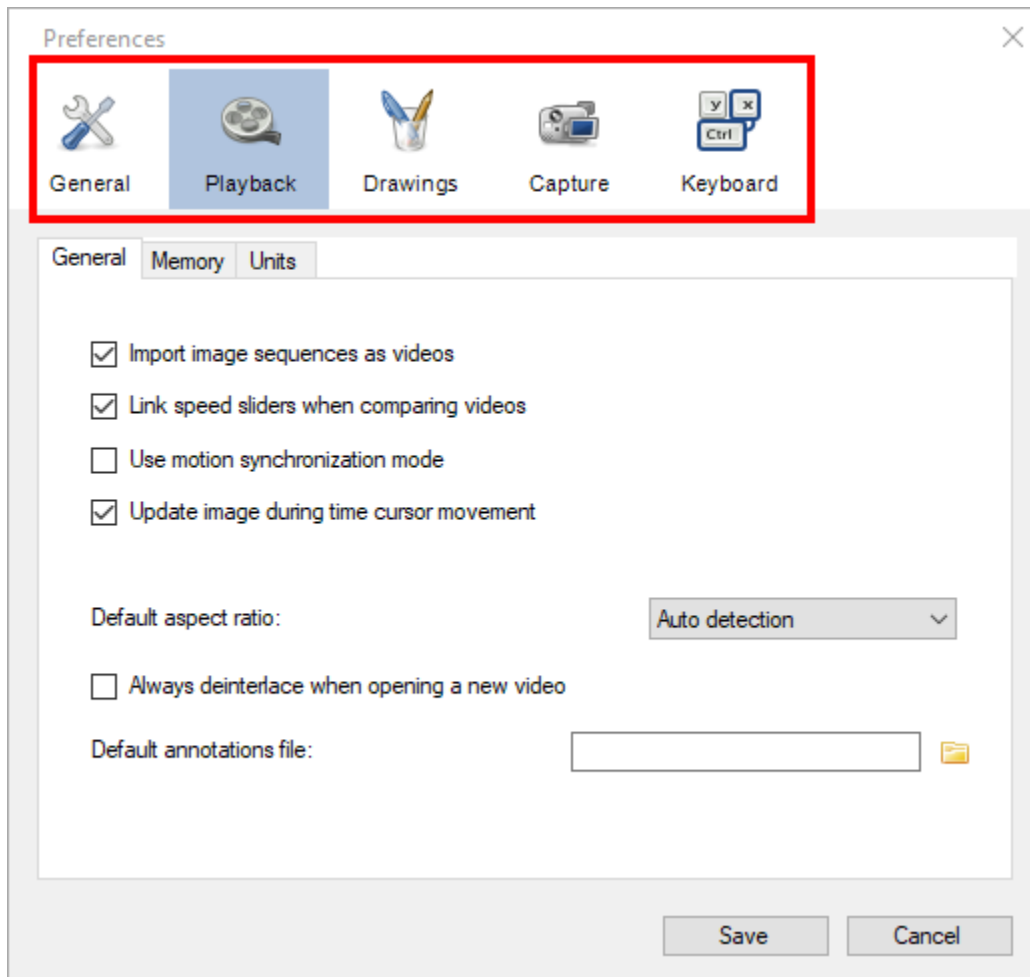 Preferences
General Playback Drawings Capture Keyboard
y x
Ctrl
General Memory Units
Import image sequences as videos
Link speed sliders when comparing videos
Use motion synchronization mode
Update image during time cursor movement
Default aspect ratio: Auto detection
Always deinterlace when opening a new video
Default annotations file:
Save Cancel